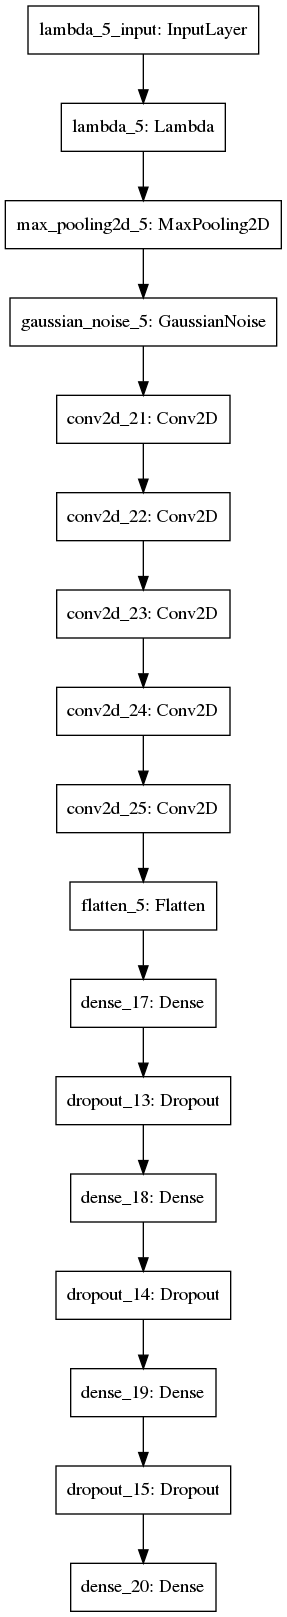 lambda_5_input: InputLayer
lambda_5: Lambda
max_pooling2d_5: MaxPooling2D
gaussian_noise_5: GaussianNoise
conv2d_21: Conv2D
conv2d_22: Conv2D
conv2d_23: Conv2D
conv2d_24: Conv2D
conv2d_25: Conv2D
flatten_5: Flatten
dense_17: Dense
dropout_13: Dropout
dense_18: Dense
dropout_14: Dropout
dense_19: Dense
dropout_15: Dropout
dense_20: Dense